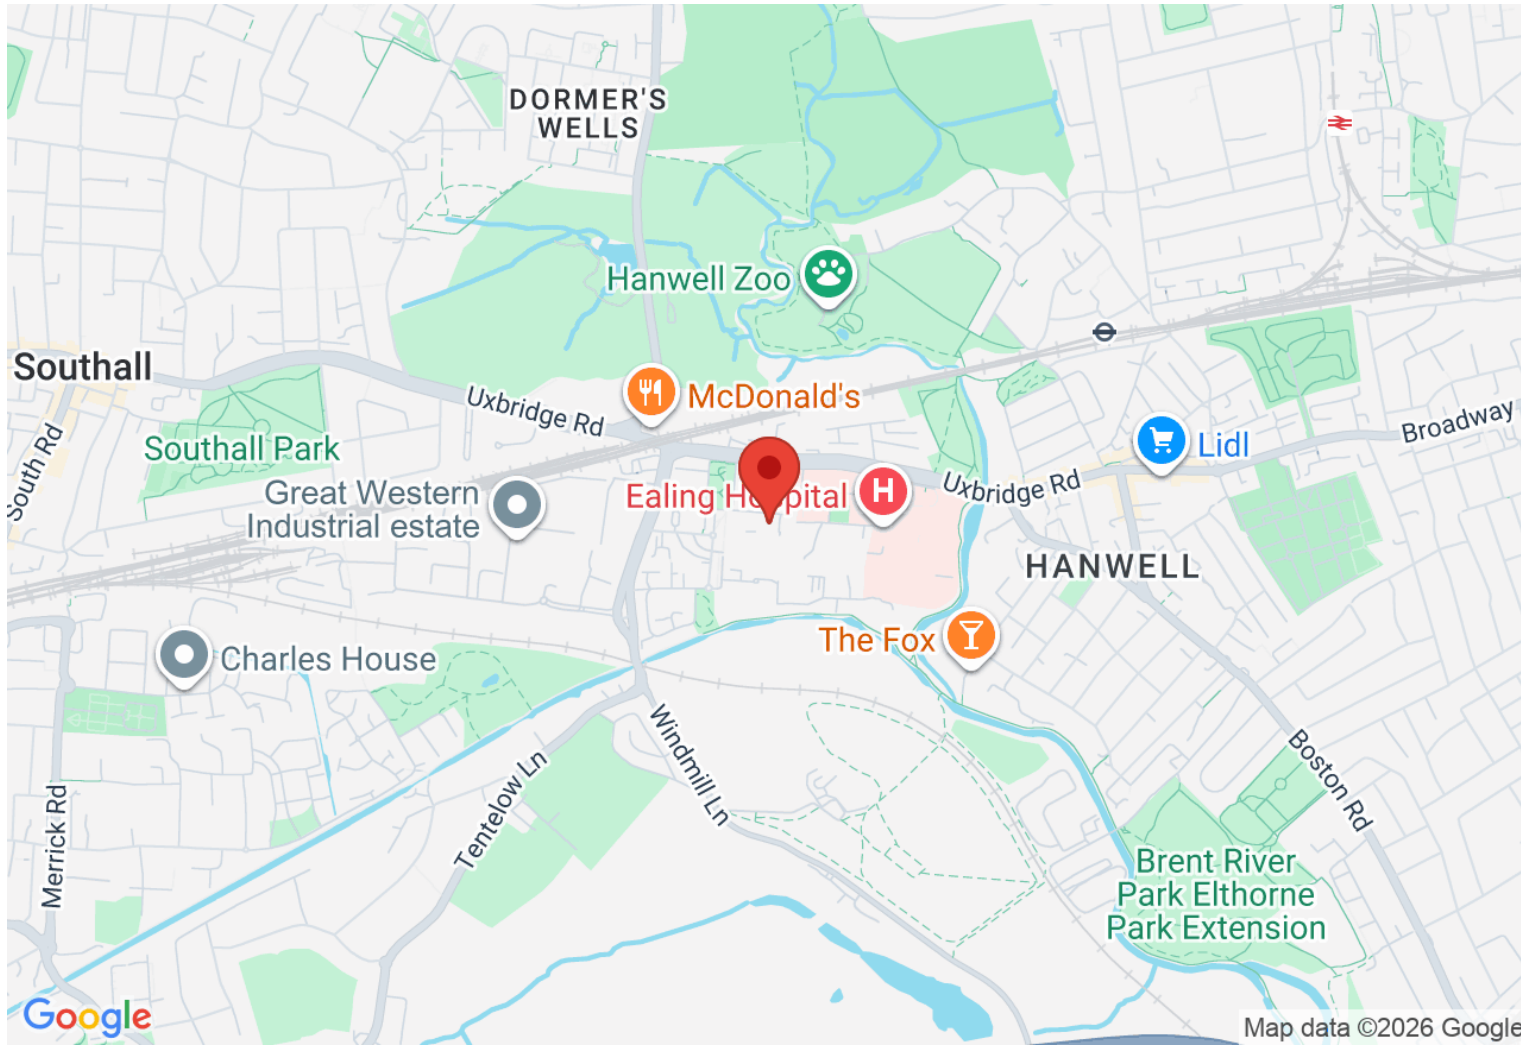 DORMER'S
WELLS
Hanwell Zoo
Southall
Uxbridge Rd
McDonald's
Broadway
Southall Park
Lidl
South Rd
Great Western
Industrial estate
Ealing Hospital
H
Uxbridge Rd
HANWELL
The Fox
Charles House
Windmill Ln
Boston Rd
Tentelow Ln
Merrick Rd
Brent River
Park Elthorne
Park Extension
Google
Map data ©2026 Google